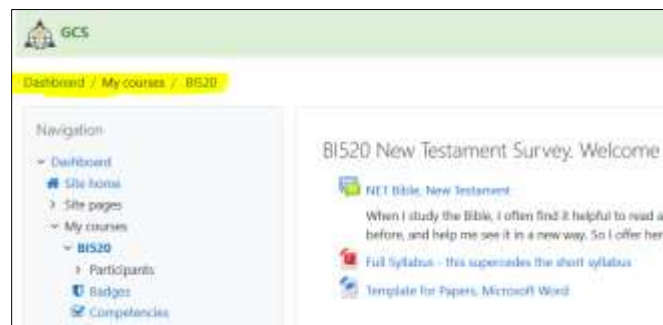 GCS
Dashboard / My courses / BI520
Navigation
Dashboard
Site home
Site pages
My courses
BI520
Participants
Badges
Competencies
BI520 New Testament Survey. Welcome
NET Bible, New Testament
When I study the Bible, I often find it helpful to read a
before, and help me see it in a new way. So I offer her
Full Syllabus - this supercedes the short syllabus
Template for Papers, Microsoft Word